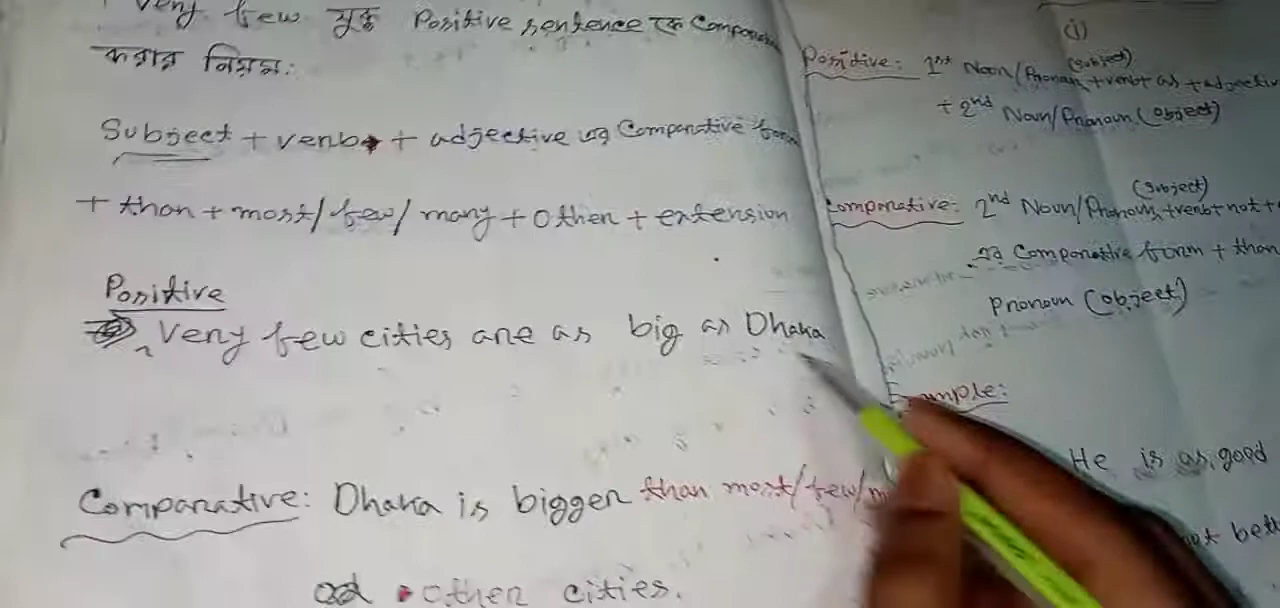 Very few যুক্ত Positive sentence কে Comparative
করার নিয়মঃ
Subject + verb + adjective এর Comparative form
+ than + most/few/many + other + extension
Positive
Very few cities are as big as Dhaka
Comparative: Dhaka is bigger than most/few/m
other cities.
(i)
Positive: 1st Noun/Pronoun (subject) + verb + as + adjective
+ 2nd Noun/Pronoun (object)
Comparative: 2nd Noun/Pronoun (subject) + verb + not +
এর Comparative form + than
Pronoun (object)
Example:
He is as good